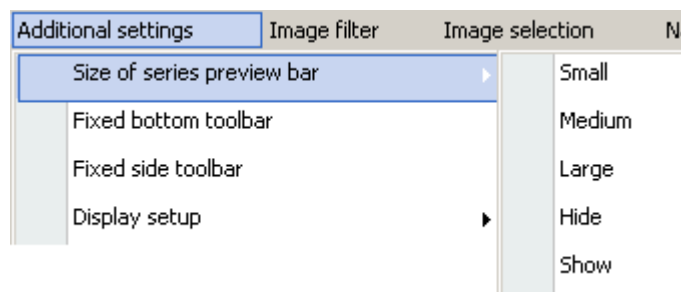 Additional settings Image filter Image selection
Size of series preview bar Small
Fixed bottom toolbar Medium
Fixed side toolbar Large
Display setup Hide
Show